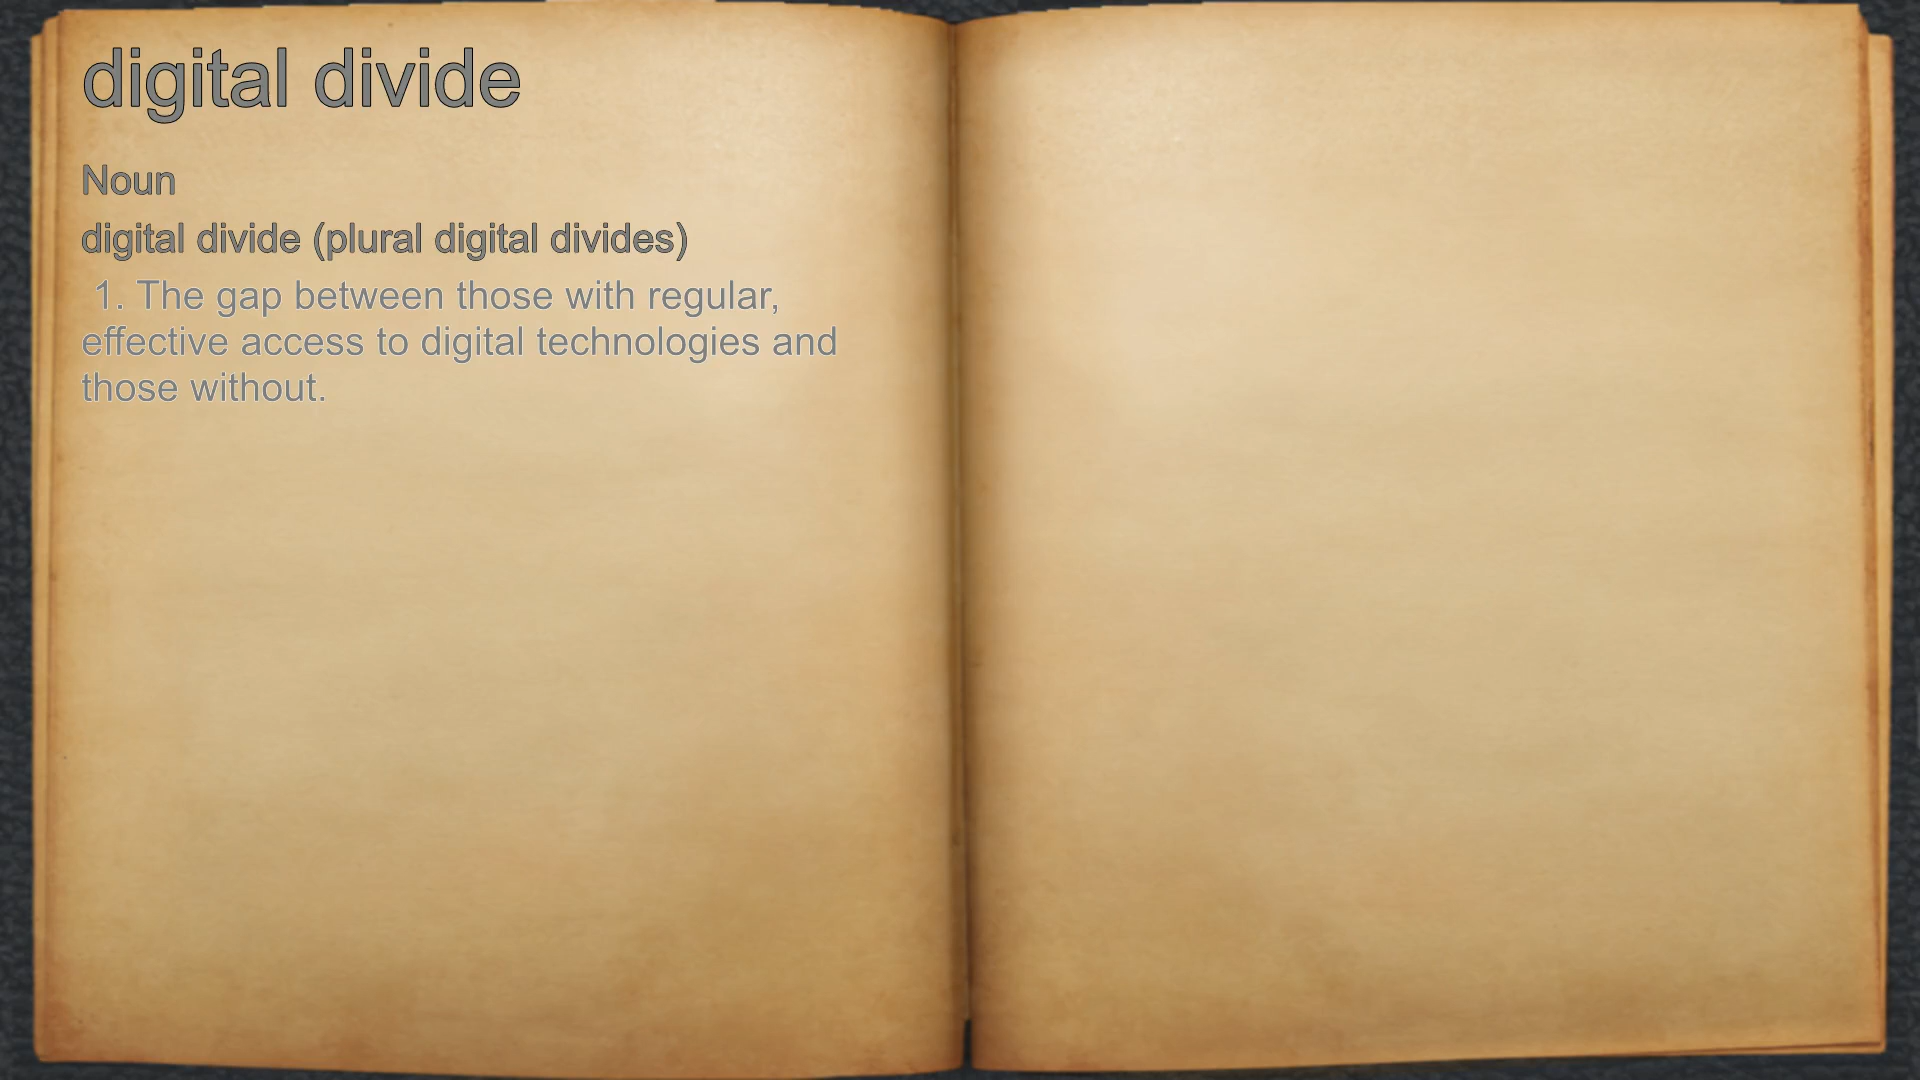 digital divide
Noun
digital divide (plural digital divides)
1. The gap between those with regular,
effective access to digital technologies and
those without.